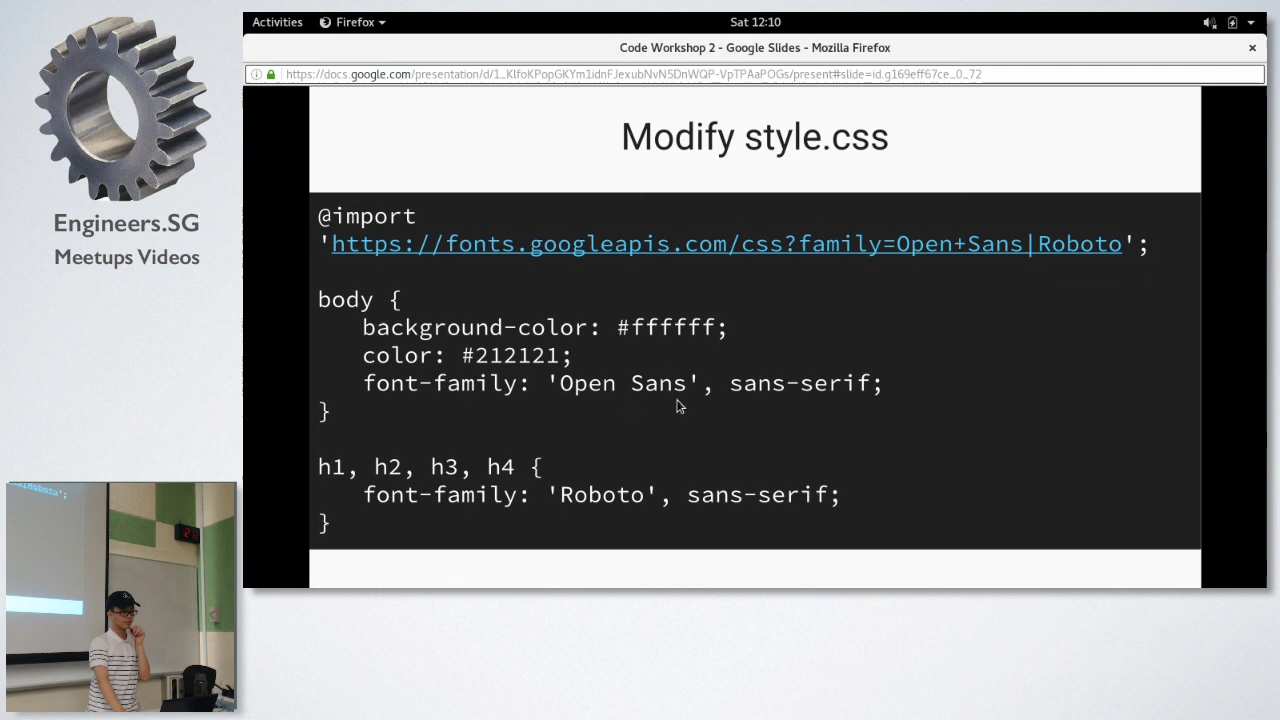 Activities Firefox Sat 12:10
Code Workshop 2 - Google Slides - Mozilla Firefox
Modify style.css
@import
'https://fonts.googleapis.com/css?family=Open+Sans|Roboto';
body {
background-color: #ffffff;
color: #212121;
font-family: 'Open Sans', sans-serif;
}
h1, h2, h3, h4 {
font-family: 'Roboto', sans-serif;
}
Engineers.SG
Meetups Videos